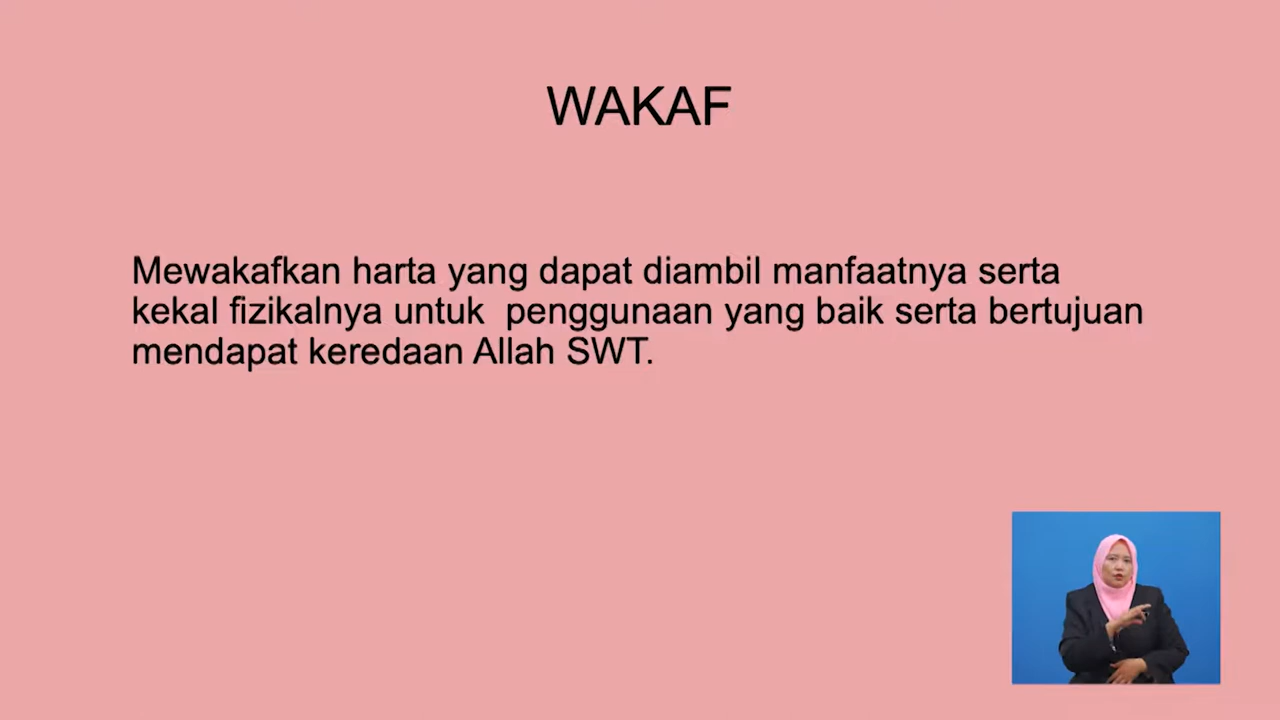 WAKAF
Mewakafkan harta yang dapat diambil manfaatnya serta
kekal fizikalnya untuk  penggunaan yang baik serta bertujuan
mendapat keredaan Allah SWT.